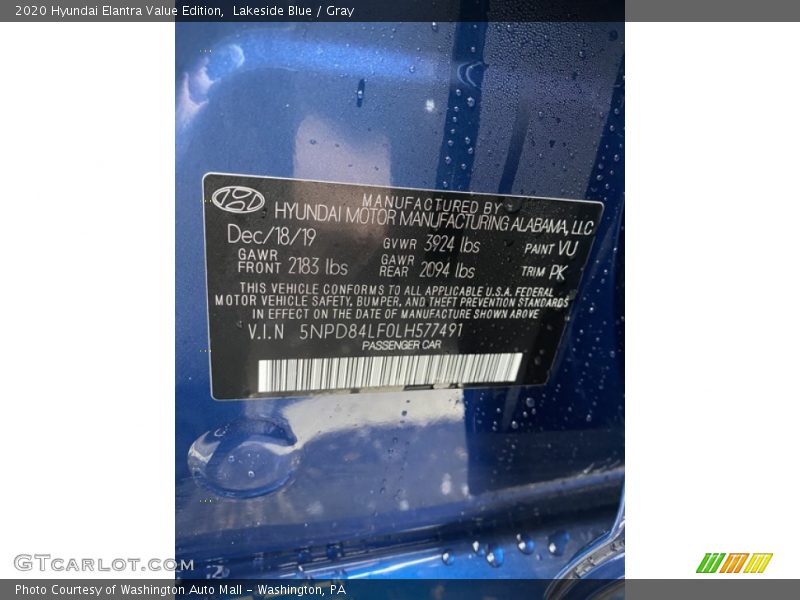 2020 Hyundai Elantra Value Edition,  Lakeside Blue / Gray
MANUFACTURED BY
HYUNDAI MOTOR MANUFACTURING ALABAMA, LLC
Dec/18/19 GVWR 3924 lbs PAINT VU
GAWR FRONT 2183 lbs GAWR REAR 2094 lbs TRIM PK
THIS VEHICLE CONFORMS TO ALL APPLICABLE U.S.A. FEDERAL
MOTOR VEHICLE SAFETY, BUMPER, AND THEFT PREVENTION STANDARDS
IN EFFECT ON THE DATE OF MANUFACTURE SHOWN ABOVE
V.I.N 5NPD84LF0LH577491
PASSENGER CAR
GTcarlot.com
Photo Courtesy of Washington Auto Mall - Washington, PA